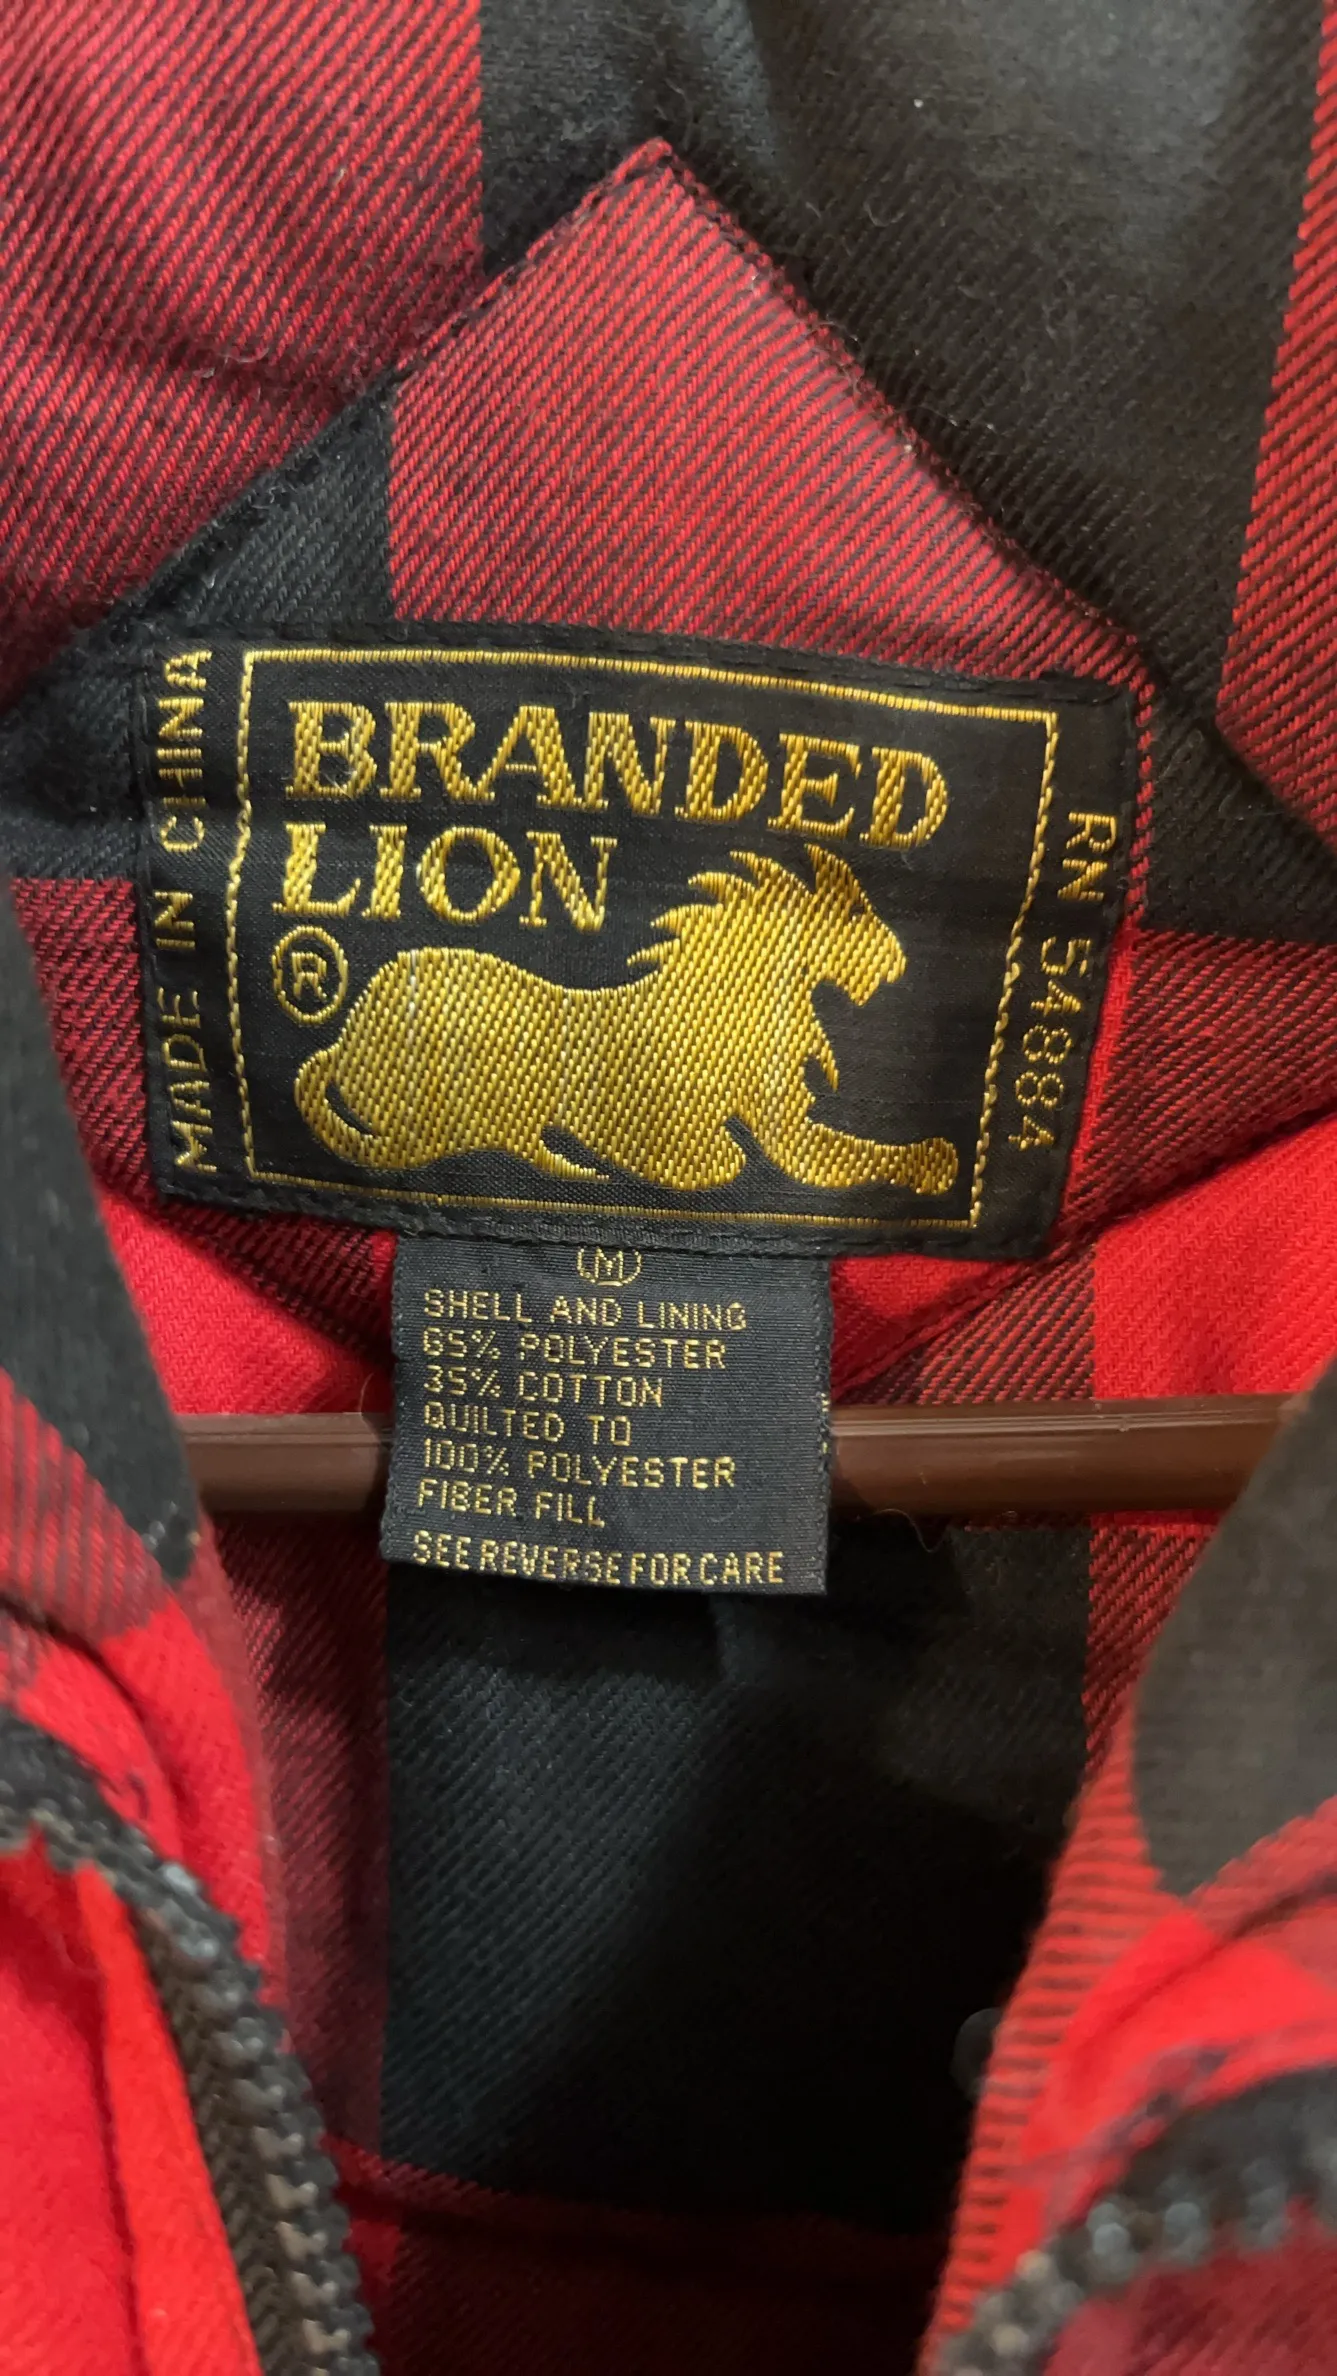 MADE IN CHINA
BRANDED
LION
®
RN 54884
M
SHELL AND LINING
65% POLYESTER
35% COTTON
QUILTED TO
100% POLYESTER
FIBER FILL
SEE REVERSE FOR CARE